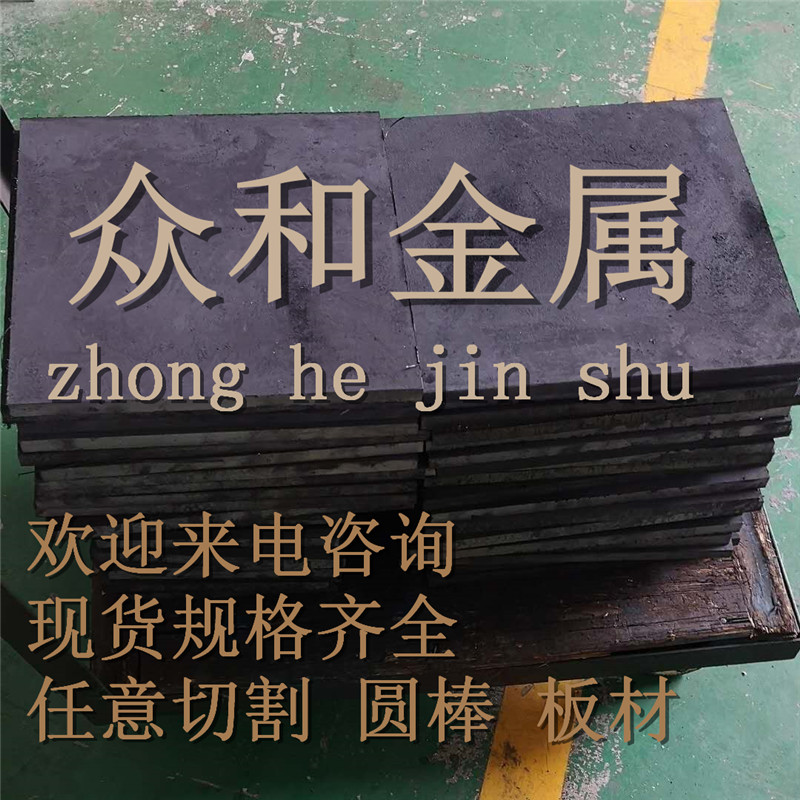 众和金属
zhong he jin shu
欢迎来电咨询
现货规格齐全
任意切割 圆棒 板材